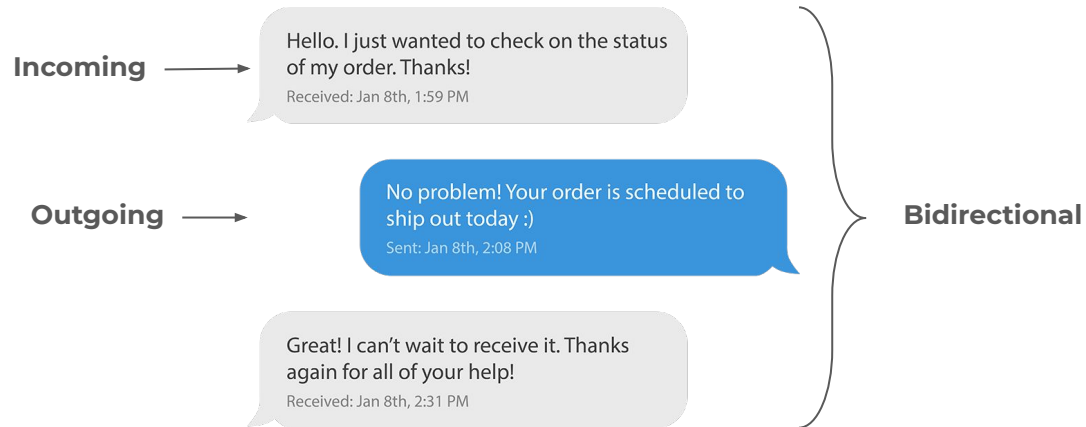 Incoming
Hello. I just wanted to check on the status
of my order. Thanks!
Received: Jan 8th, 1:59 PM
Outgoing
No problem! Your order is scheduled to
ship out today :)
Sent: Jan 8th, 2:08 PM
Bidirectional
Great! I can’t wait to receive it. Thanks
again for all of your help!
Received: Jan 8th, 2:31 PM